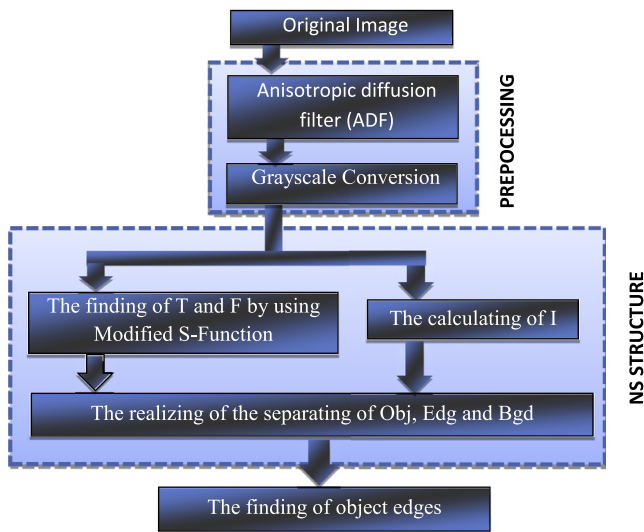 Original Image
Anisotropic diffusion
filter (ADF)
Grayscale Conversion
PREPOCESSING
The finding of T and F by using
Modified S-Function
The calculating of I
The realizing of the separating of Obj, Edg and Bgd
NS STRUCTURE
The finding of object edges